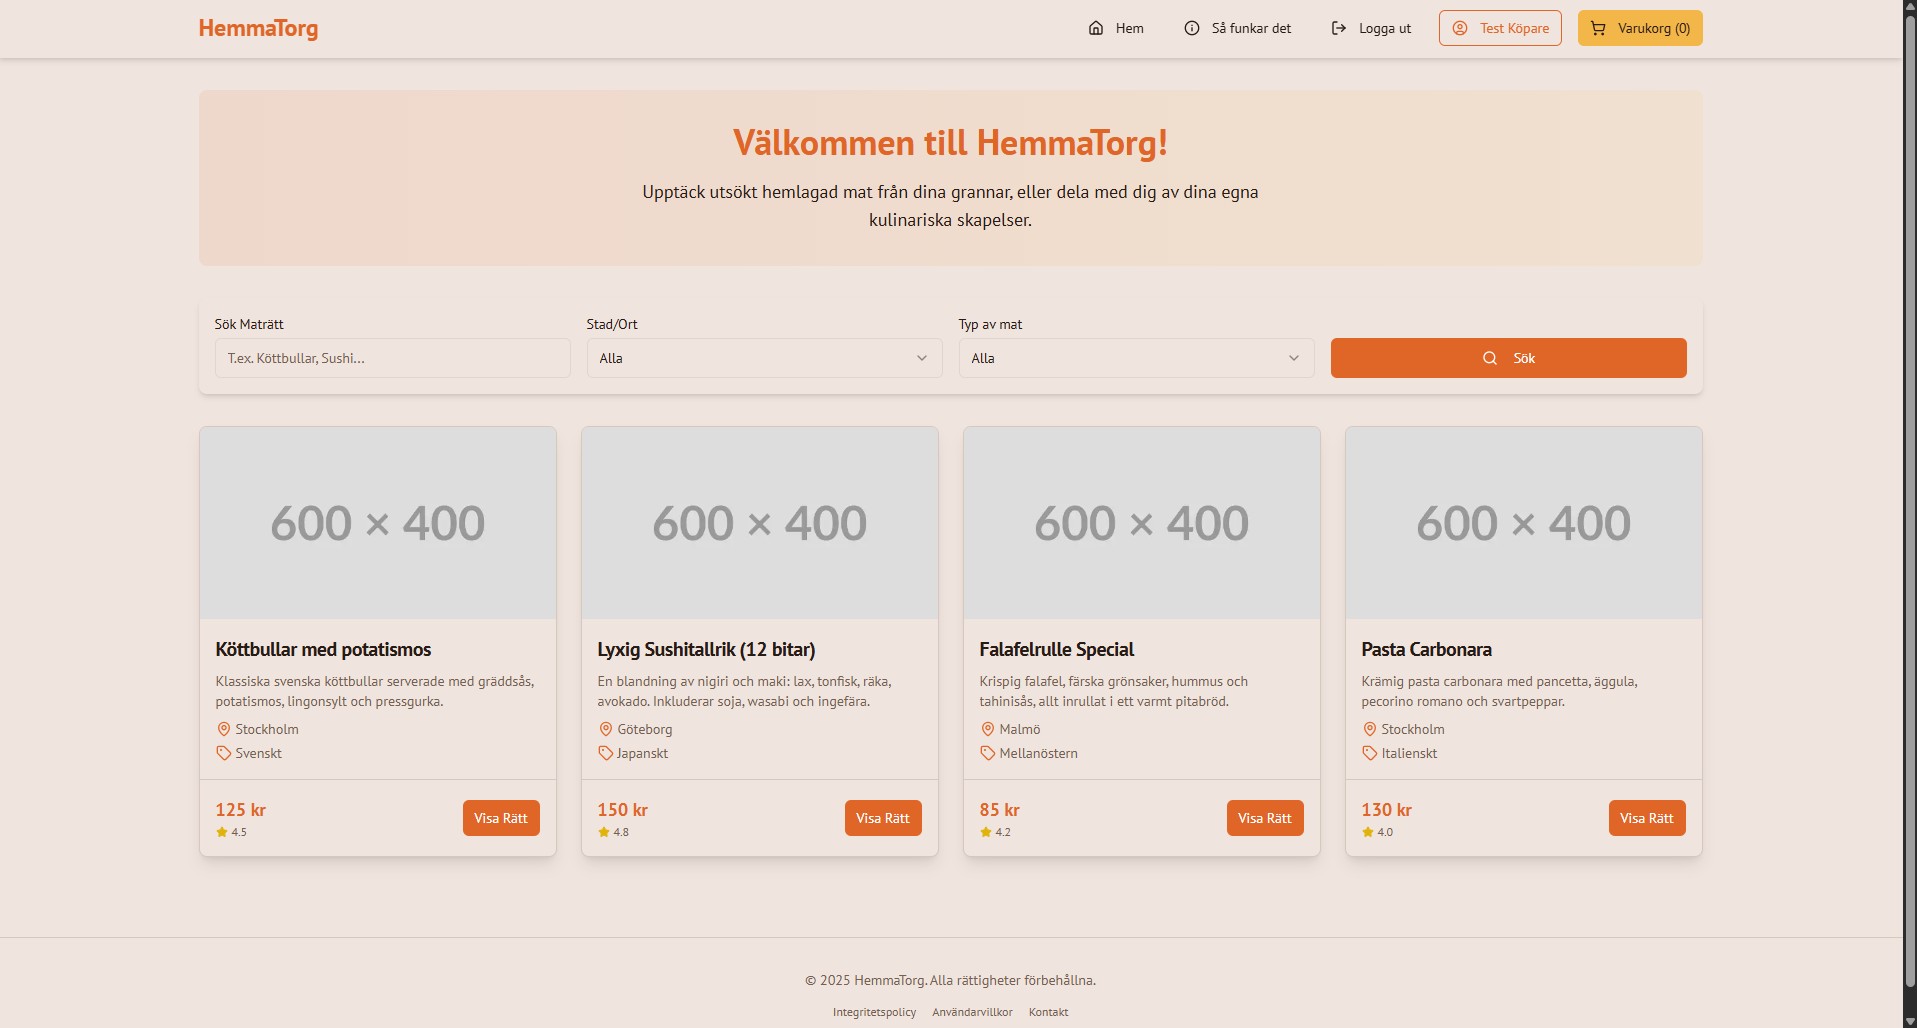 HemmaTorg
Hem
Så funkar det
Logga ut
Test Köpare
Varukorg (0)
Välkommen till HemmaTorg!
Upptäck utsökt hemlagad mat från dina grannar, eller dela med dig av dina egna
kulinariska skapelser.
Sök Maträtt
Stad/Ort
Typ av mat
T.ex. Köttbullar, Sushi...
Alla
Alla
Sök
600 × 400
600 × 400
600 × 400
600 × 400
Köttbullar med potatismos
Klassiska svenska köttbullar serverade med gräddsås,
potatismos, lingonsylt och pressgurka.
Stockholm
Svenskt
125 kr
4.5
Visa Rätt
Lyxig Sushitallrik (12 bitar)
En blandning av nigiri och maki: lax, tonfisk, räka,
avokado. Inkluderar soja, wasabi och ingefära.
Göteborg
Japanskt
150 kr
4.8
Visa Rätt
Falafelrulle Special
Krispig falafel, färska grönsaker, hummus och
tahinisås, allt inrullat i ett varmt pitabröd.
Malmö
Mellanöstern
85 kr
4.2
Visa Rätt
Pasta Carbonara
Krämig pasta carbonara med pancetta, äggula,
pecorino romano och svartpeppar.
Stockholm
Italienskt
130 kr
4.0
Visa Rätt
© 2025 HemmaTorg. Alla rättigheter förbehållna.
Integritetspolicy
Användarvillkor
Kontakt